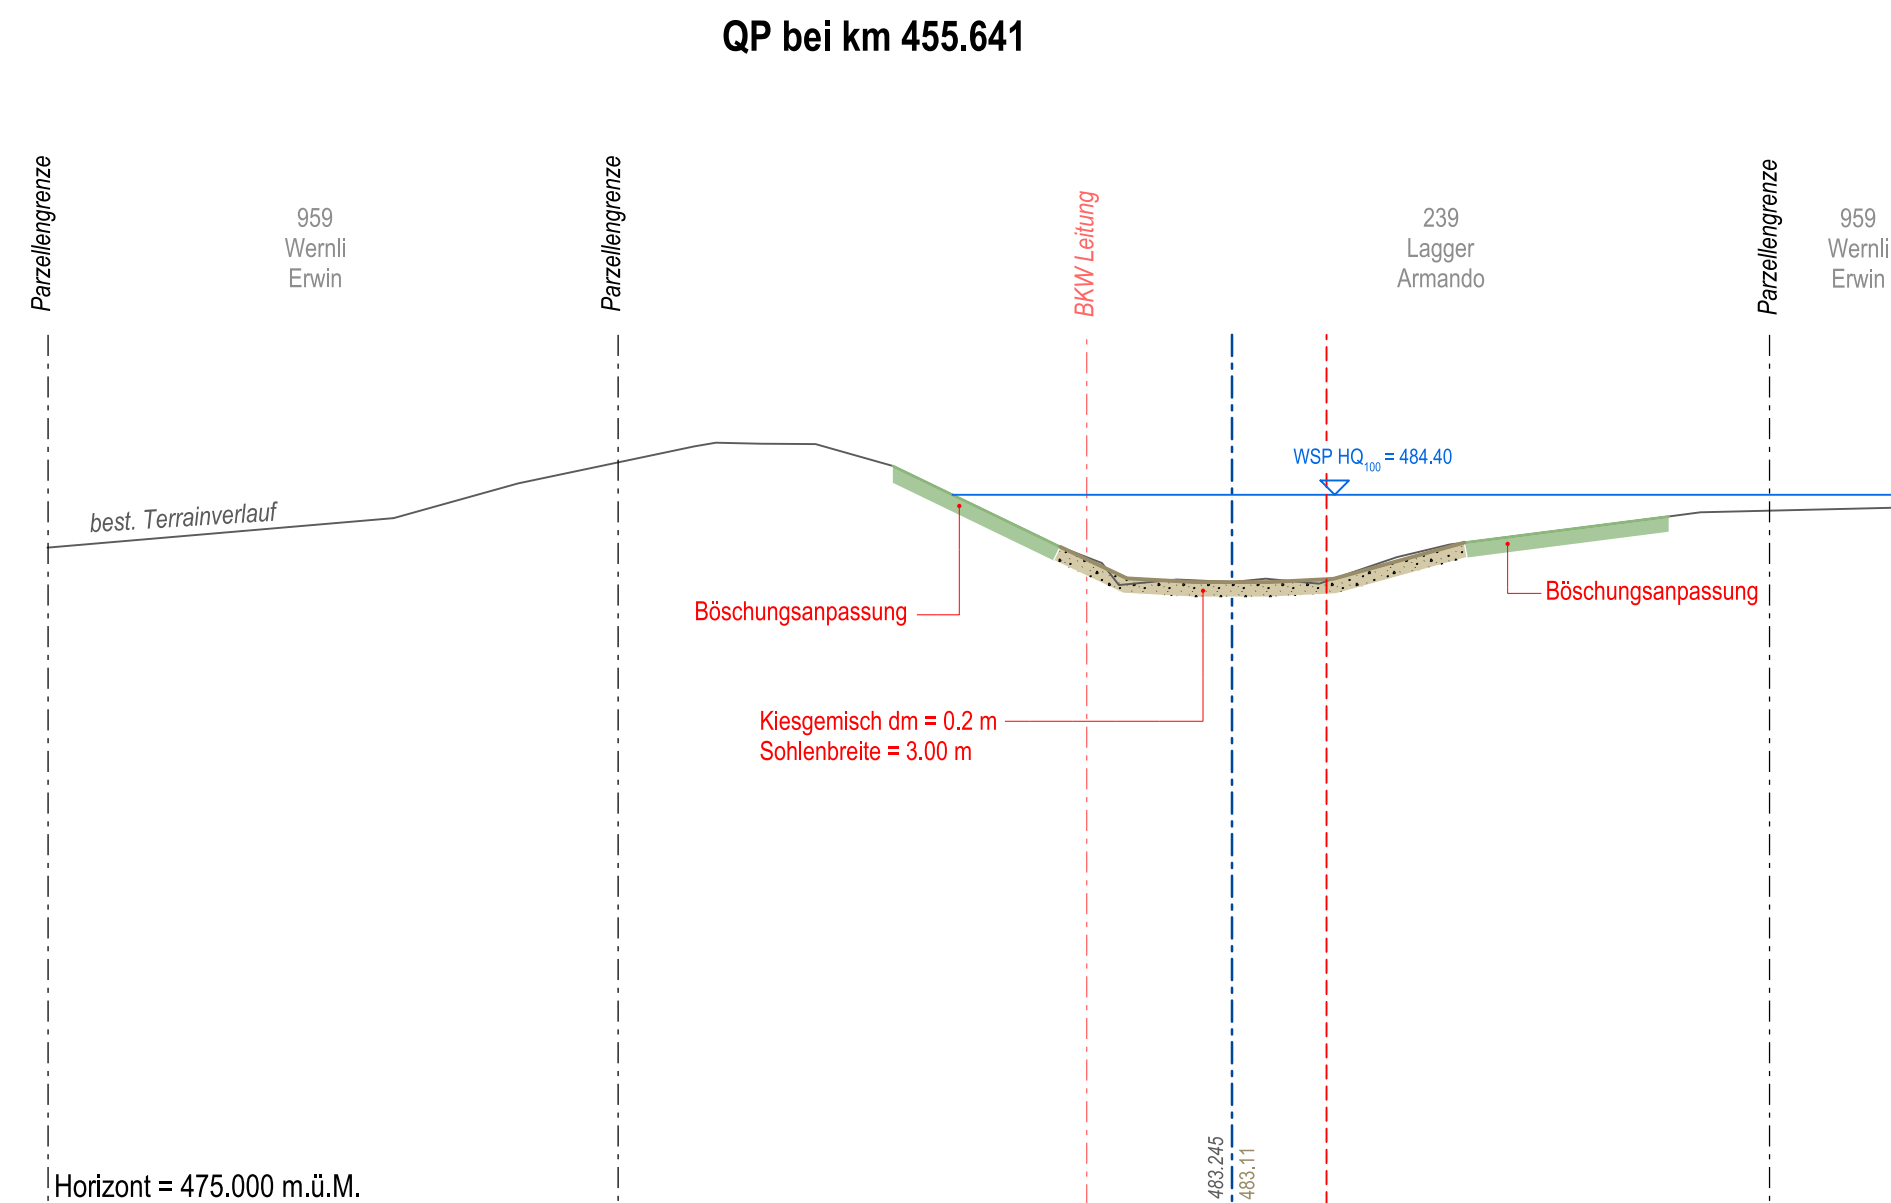 QP bei km 455.641
Parzellengrenze
959
Wernli
Erwin
Parzellengrenze
BKW Leitung
239
Lagger
Armando
Parzellengrenze
959
Wernli
Erwin
WSP HQ100 = 484.40
best. Terrainverlauf
Böschungsanpassung
Böschungsanpassung
Kiesgemisch dm = 0.2 m
Sohlenbreite = 3.00 m
483.245
483.11
Horizont = 475.000 m.ü.M.